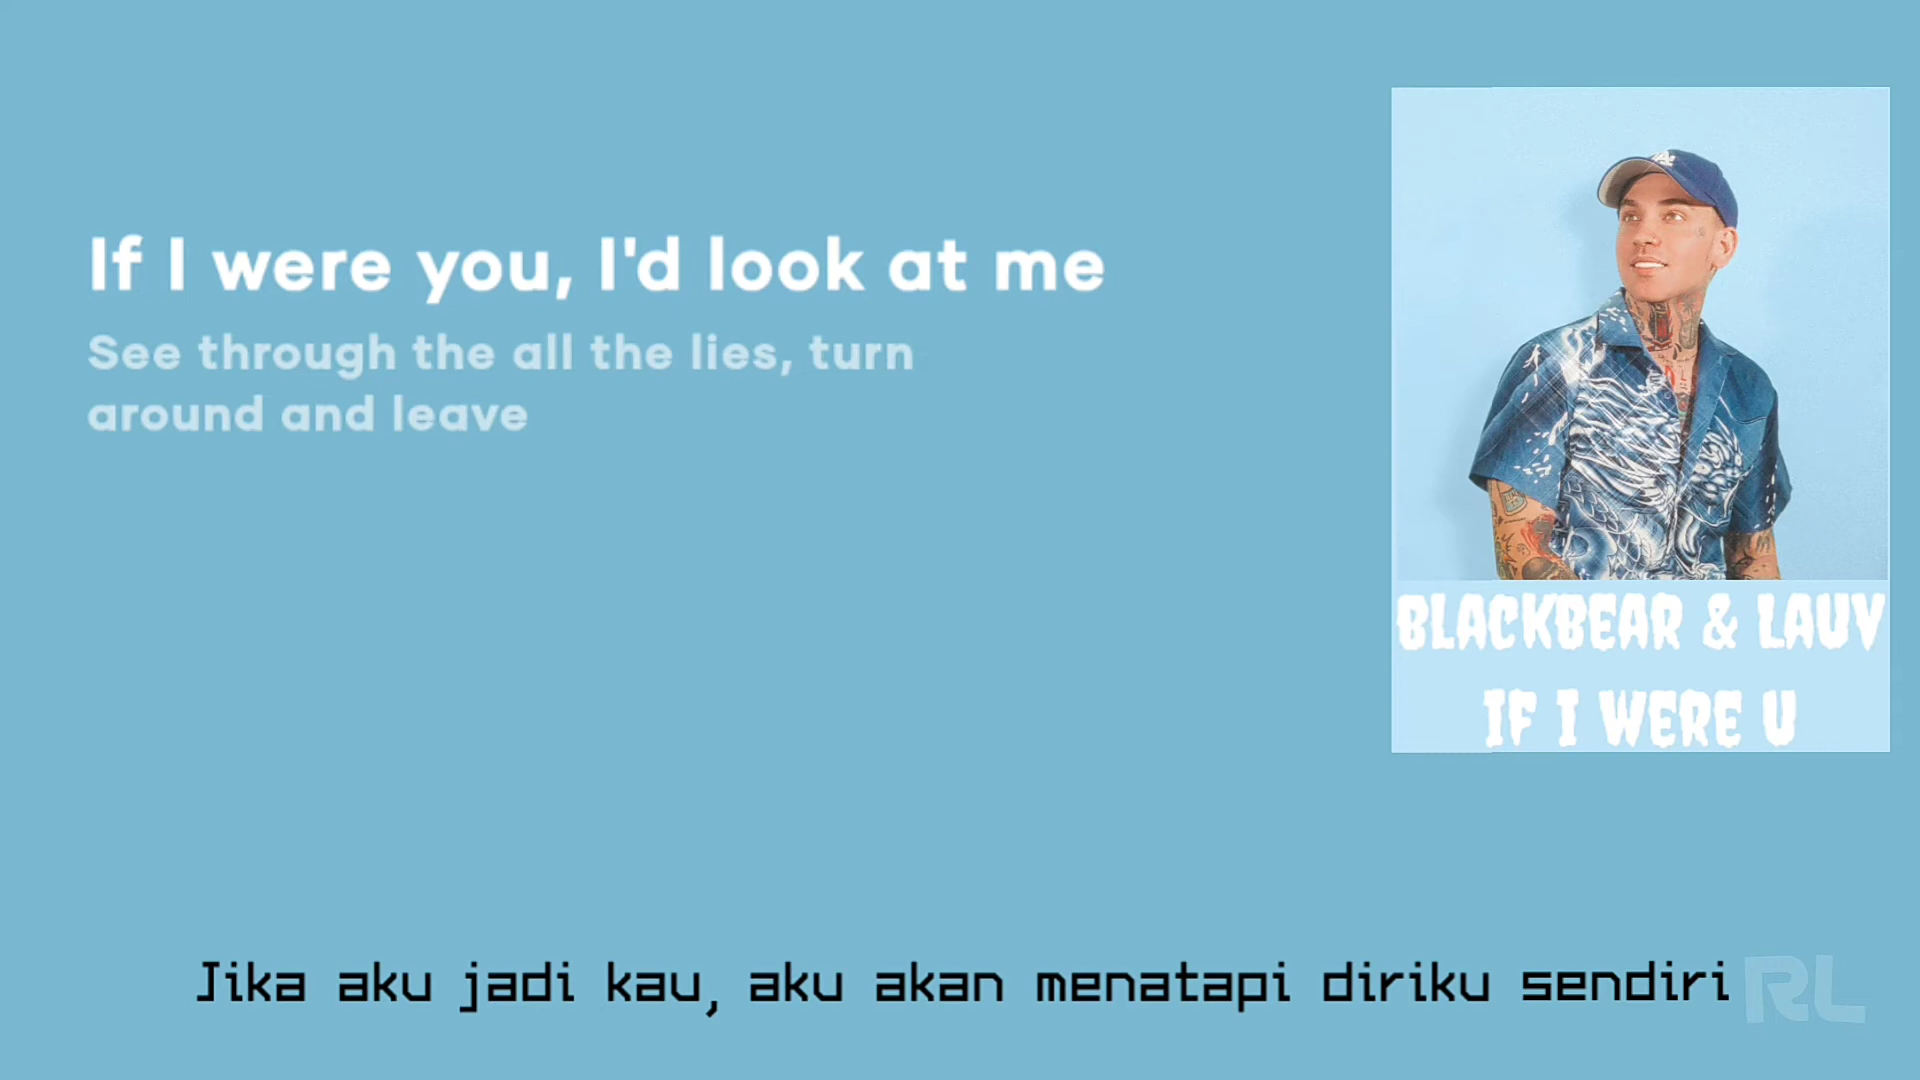 If I were you, I'd look at me
See through the all the lies, turn
around and leave
BLACKBEAR & LAUV
IF I WERE U
Jika aku jadi kau, aku akan menatapi diriku sendiri
RL